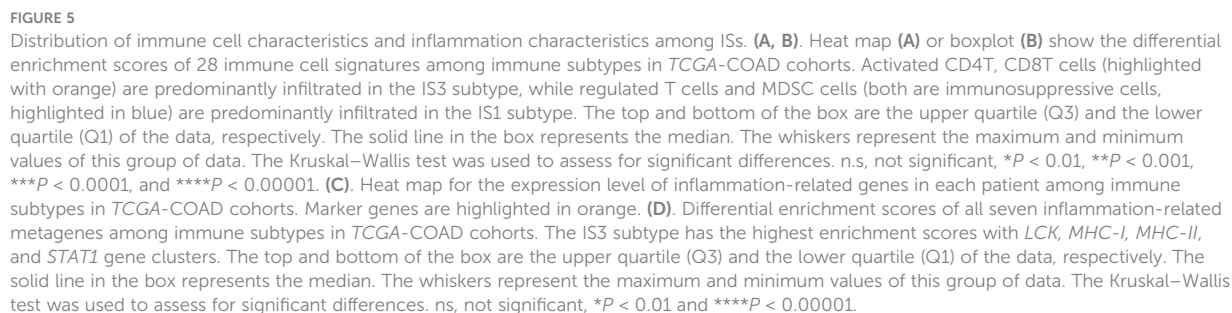 FIGURE 5
Distribution of immune cell characteristics and inflammation characteristics among ISs. (A, B). Heat map (A) or boxplot (B) show the differential
enrichment scores of 28 immune cell signatures among immune subtypes in TCGA-COAD cohorts. Activated CD4T, CD8T cells (highlighted
with orange) are predominantly infiltrated in the IS3 subtype, while regulated T cells and MDSC cells (both are immunosuppressive cells,
highlighted in blue) are predominantly infiltrated in the IS1 subtype. The top and bottom of the box are the upper quartile (Q3) and the lower
quartile (Q1) of the data, respectively. The solid line in the box represents the median. The whiskers represent the maximum and minimum
values of this group of data. The Kruskal–Wallis test was used to assess for significant differences. n.s, not significant, *P < 0.01, **P < 0.001,
***P < 0.0001, and ****P < 0.00001. (C). Heat map for the expression level of inflammation-related genes in each patient among immune
subtypes in TCGA-COAD cohorts. Marker genes are highlighted in orange. (D). Differential enrichment scores of all seven inflammation-related
metagenes among immune subtypes in TCGA-COAD cohorts. The IS3 subtype has the highest enrichment scores with LCK, MHC-I, MHC-II,
and STAT1 gene clusters. The top and bottom of the box are the upper quartile (Q3) and the lower quartile (Q1) of the data, respectively. The
solid line in the box represents the median. The whiskers represent the maximum and minimum values of this group of data. The Kruskal–Wallis
test was used to assess for significant differences. ns, not significant, *P < 0.01 and ****P < 0.00001.